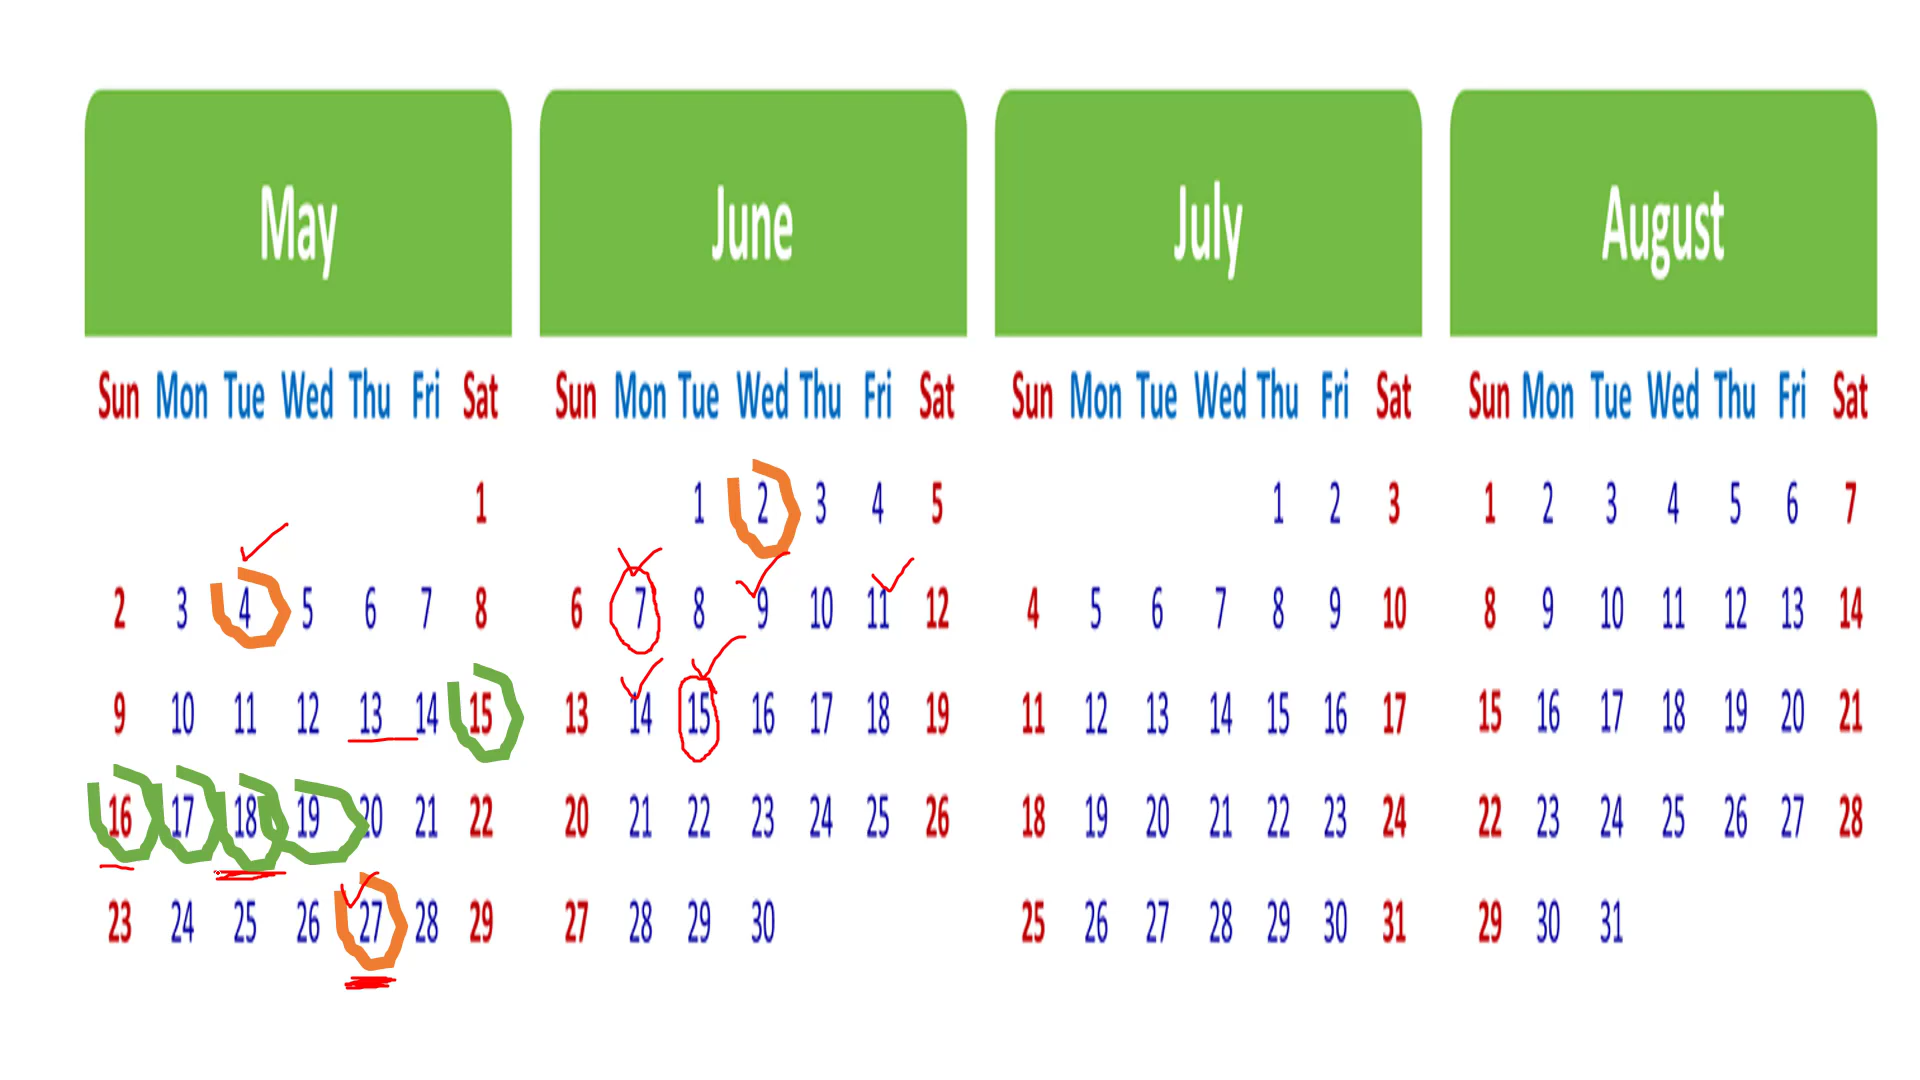 May June July August
Sun Mon Tue Wed Thu Fri Sat Sun Mon Tue Wed Thu Fri Sat Sun Mon Tue Wed Thu Fri Sat Sun Mon Tue Wed Thu Fri Sat
1 1 2 3 4 5 1 2 3 1 2 3 4 5 6 7
2 3 4 5 6 7 8 6 7 8 9 10 11 12 4 5 6 7 8 9 10 8 9 10 11 12 13 14
9 10 11 12 13 14 15 13 14 15 16 17 18 19 11 12 13 14 15 16 17 15 16 17 18 19 20 21
16 17 18 19 20 21 22 20 21 22 23 24 25 26 18 19 20 21 22 23 24 22 23 24 25 26 27 28
23 24 25 26 27 28 29 27 28 29 30 25 26 27 28 29 30 31 29 30 31